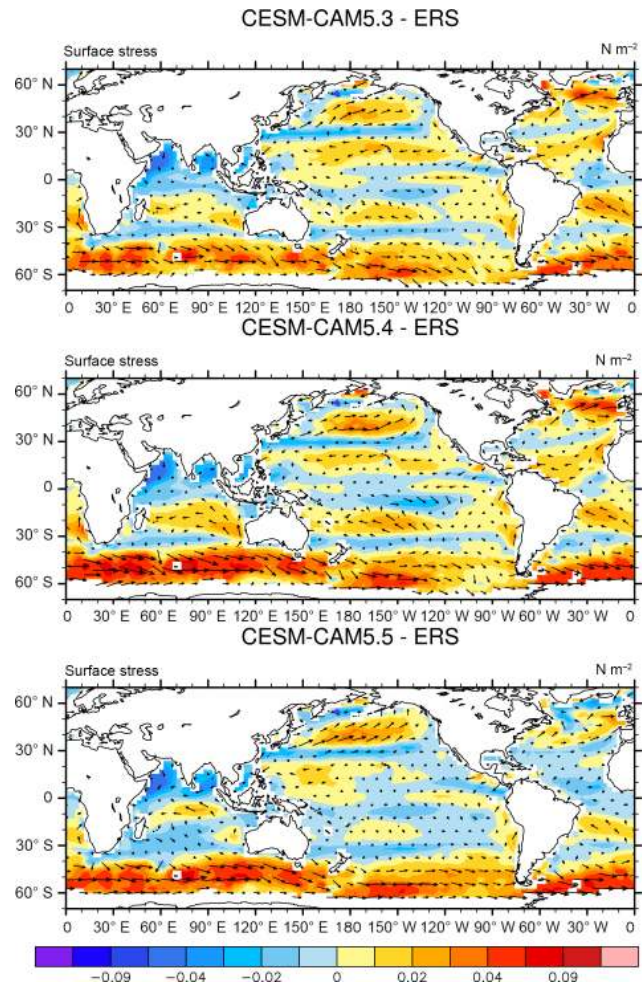 CESM-CAM5.3 - ERS
Surface stress N m⁻²
60° N
30° N
0
30° S
60° S
0 30° E 60° E 90° E 120 E 150 E 180 150° W 120° W 90° W 60° W 30° W 0
CESM-CAM5.4 - ERS
Surface stress N m⁻²
60° N
30° N
0
30° S
60° S
0 30° E 60° E 90° E 120 E 150 E 180 150° W 120° W 90° W 60° W 30° W 0
CESM-CAM5.5 - ERS
Surface stress N m⁻²
60° N
30° N
0
30° S
60° S
0 30° E 60° E 90° E 120 E 150 E 180 150° W 120° W 90° W 60° W 30° W 0
−0.09 −0.04 −0.02 0 0.02 0.04 0.09